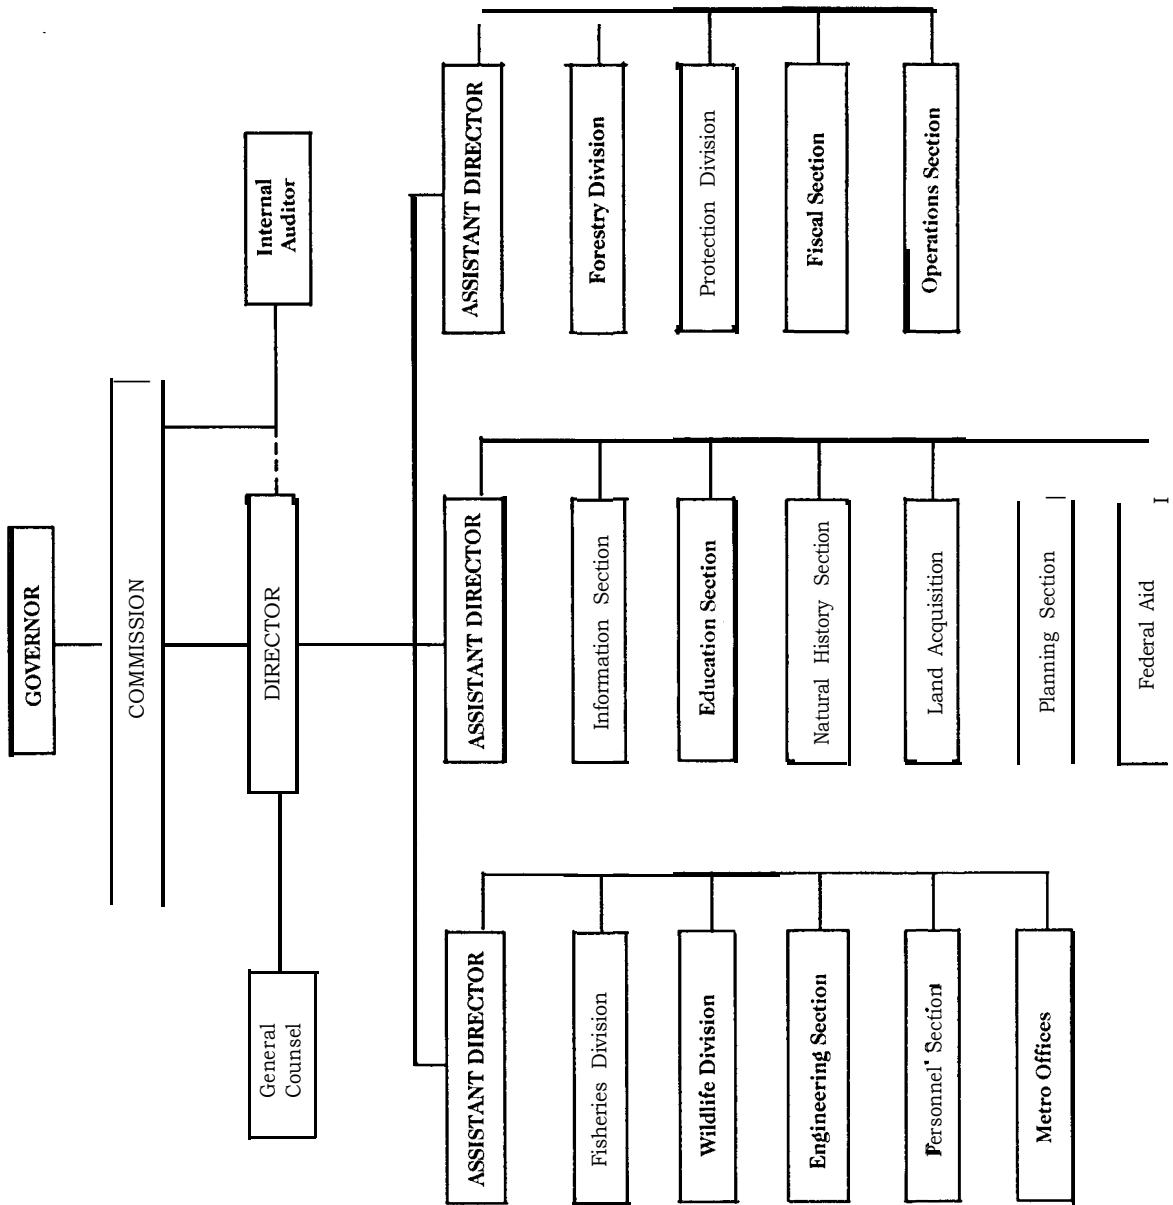 GOVERNOR
COMMISSION
General
Counsel
DIRECTOR
Internal
Auditor
ASSISTANT DIRECTOR
Fisheries Division
Wildlife Division
Engineering Section
Personnel Section
Metro Offices
ASSISTANT DIRECTOR
Information Section
Education Section
Natural History Section
Land Acquisition
Planning Section
Federal Aid
ASSISTANT DIRECTOR
Forestry Division
Protection Division
Fiscal Section
Operations Section